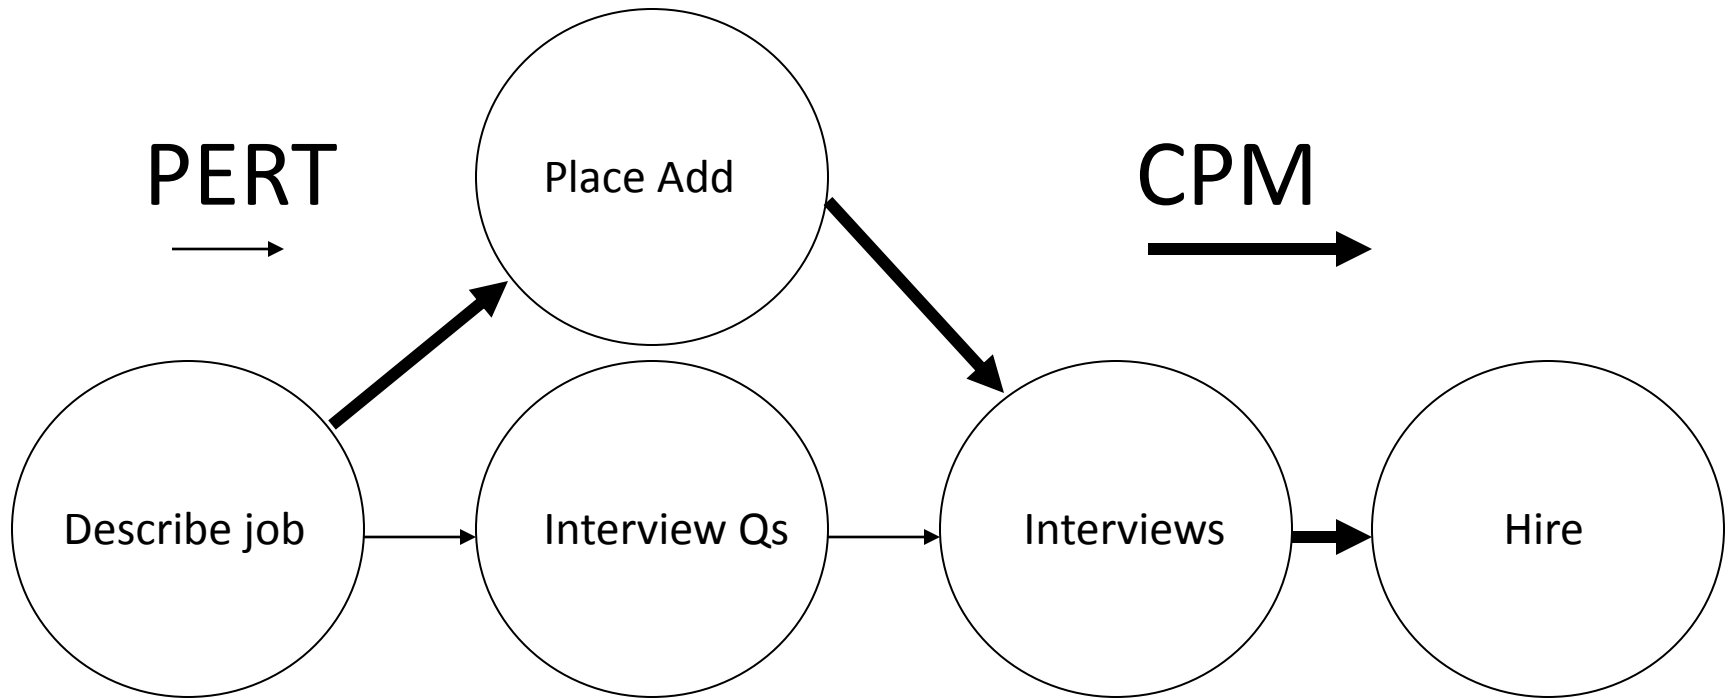 PERT
Place Add
CPM
Describe job
Interview Qs
Interviews
Hire